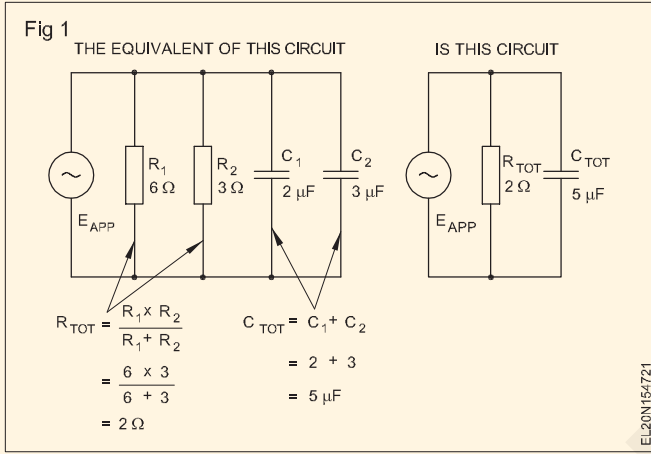 Fig 1
THE EQUIVALENT OF THIS CIRCUIT
IS THIS CIRCUIT
R1
6 Ω
R2
3 Ω
C1
2 μF
C2
3 μF
EAPP
RTOT
2 Ω
CTOT
5 μF
EAPP
RTOT = R1 x R2 / R1 + R2
= 6 x 3 / 6 + 3
= 2 Ω
CTOT = C1 + C2
= 2 + 3
= 5 μF
EL20N154721